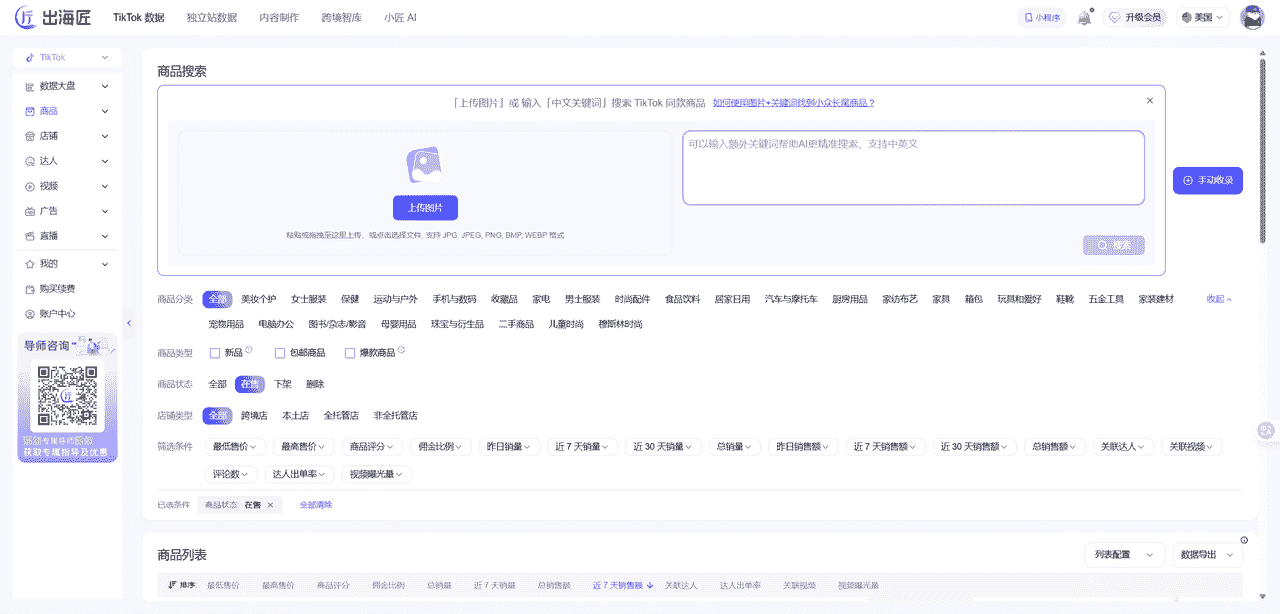 出海匠 TikTok 数据 独立站数据 内容制作 跨境智库 小匠 AI 小程序 升级会员 美国
TikTok
数据大盘
商品
店铺
达人
视频
广告
直播
我的
购买续费
账户中心
导师咨询
获取专属指导及优惠
商品搜索
「上传图片」或 输入「中文关键词」搜索 TikTok 同款商品 如何使用图片+关键词找到小众长尾商品？
上传图片
粘贴或拖拽至这里上传，或点击选择文件, 支持 JPG, JPEG, PNG, BMP, WEBP 格式
可以输入额外关键词帮助AI更精准搜索，支持中英文
搜索
手动收录
商品分类 全部 美妆个护 女士服装 保健 运动与户外 手机与数码 收藏品 家电 男士服装 时尚配件 食品饮料 居家日用 汽车与摩托车 厨房用品 家纺布艺 家具 箱包 玩具和爱好 鞋靴 五金工具 家装建材 收起
宠物用品 电脑办公 图书/杂志/影音 母婴用品 珠宝与衍生品 二手商品 儿童时尚 穆斯林时尚
商品类型 新品 包邮商品 爆款商品
商品状态 全部 在售 下架 删除
店铺类型 全部 跨境店 本土店 全托管店 非全托管店
筛选条件 最低售价 最高售价 商品评分 佣金比例 昨日销量 近 7 天销量 近 30 天销量 总销量 昨日销售额 近 7 天销售额 近 30 天销售额 总销售额 关联达人 关联视频
评论数 达人出单率 视频曝光量
已选条件 商品状态: 在售 全部清除
商品列表 列表配置 数据导出
排序: 最低售价 最高售价 商品评分 佣金比例 总销量 近 7 天销量 总销售额 近 7 天销售额 关联达人 达人出单率 关联视频 视频曝光量